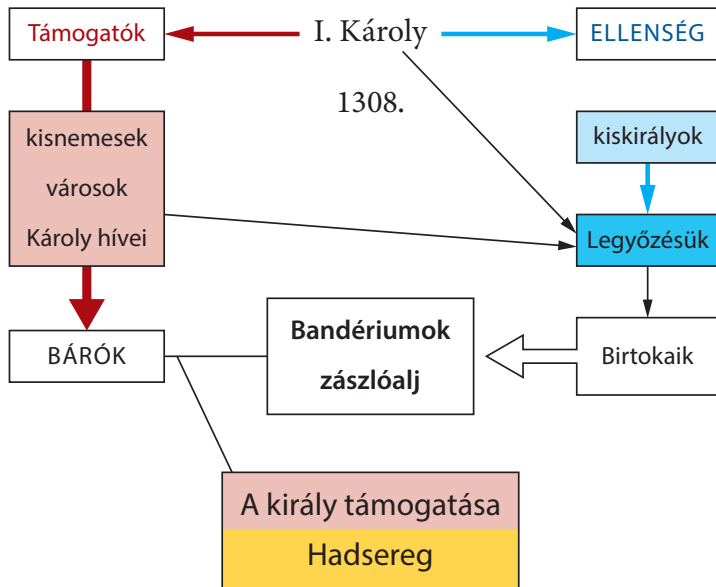 Támogatók
I. Károly
ELLENSÉG
1308.
kisnemesek
városok
Károly hívei
kiskirályok
Legyőzésük
BÁRÓK
Bandériumok
zászlóalj
Birtokaik
A király támogatása
Hadsereg